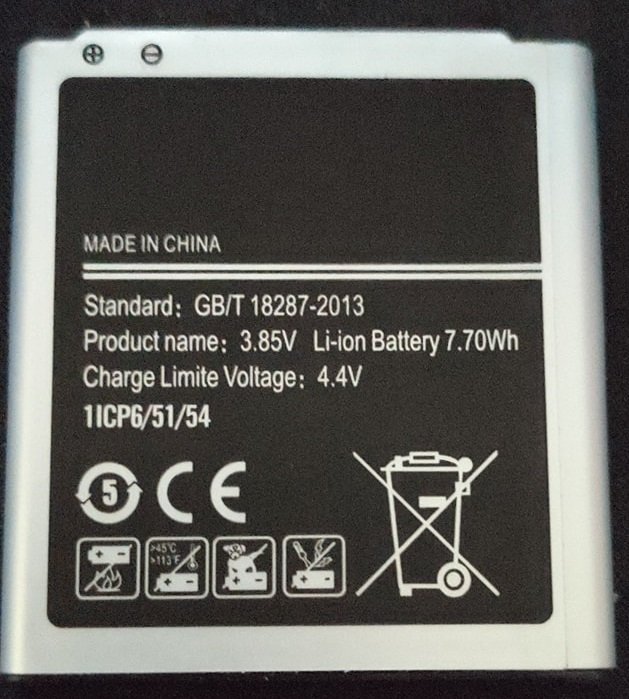 MADE IN CHINA
Standard: GB/T 18287-2013
Product name: 3.85V Li-ion Battery 7.70Wh
Charge Limite Voltage: 4.4V
1ICP6/51/54
5 CE
>45°C
>113°F